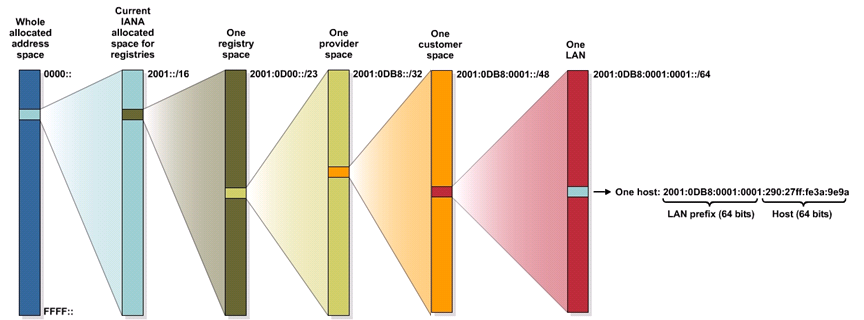 Whole
allocated
address
space
Current
IANA
allocated
space for
registries
One
registry
space
One
provider
space
One
customer
space
One
LAN
0000::
2001::/16
2001:0D00::/23
2001:0DB8::/32
2001:0DB8:0001::/48
2001:0DB8:0001:0001::/64
One host: 2001:0DB8:0001:0001:290:27ff:fe3a:9e9a
LAN prefix (64 bits)
Host (64 bits)
FFFF::